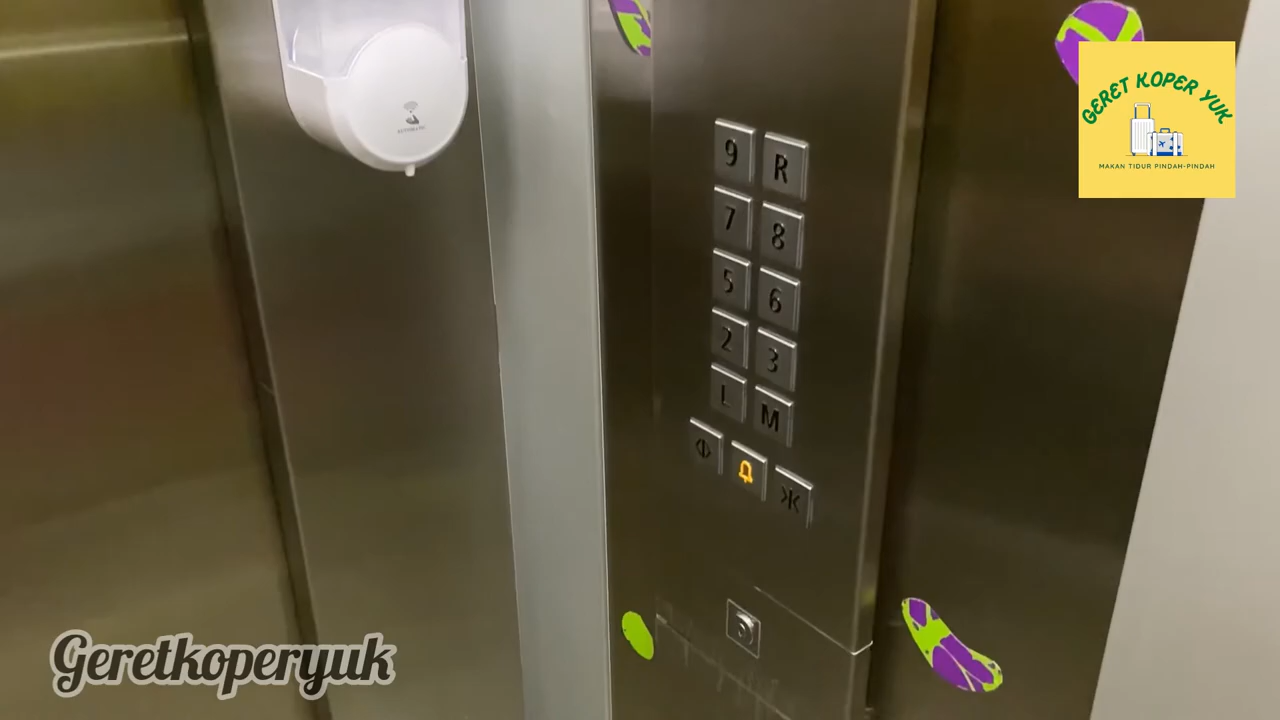 GERET KOPER YUK
MAKAN TIDUR PINDAH-PINDAH
9 R
7 8
5 6
2 3
L M
Geretkoperyuk